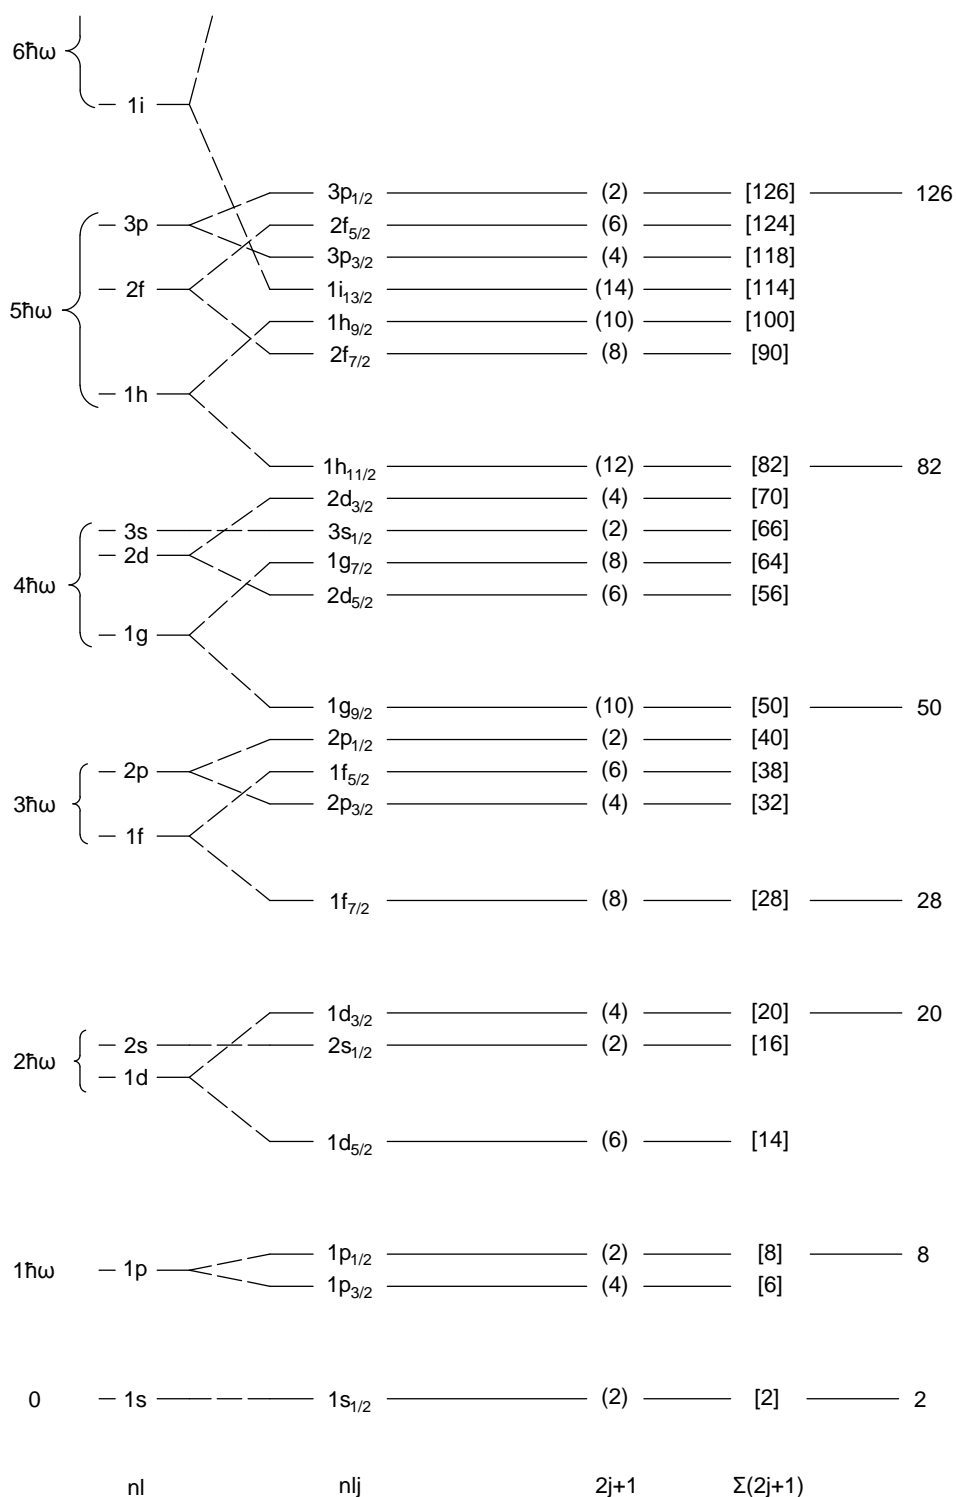 6ħω
1i
3p1/2 (2) [126] 126
3p 2f5/2 (6) [124]
3p3/2 (4) [118]
2f 1i13/2 (14) [114]
5ħω
1h9/2 (10) [100]
2f7/2 (8) [90]
1h
1h11/2 (12) [82] 82
2d3/2 (4) [70]
3s 3s1/2 (2) [66]
2d 1g7/2 (8) [64]
4ħω
2d5/2 (6) [56]
1g
1g9/2 (10) [50] 50
2p1/2 (2) [40]
2p 1f5/2 (6) [38]
3ħω 2p3/2 (4) [32]
1f
1f7/2 (8) [28] 28
1d3/2 (4) [20] 20
2s 2s1/2 (2) [16]
2ħω
1d
1d5/2 (6) [14]
1p1/2 (2) [8] 8
1ħω 1p
1p3/2 (4) [6]
0 1s 1s1/2 (2) [2] 2
nl nlj 2j+1 Σ(2j+1)